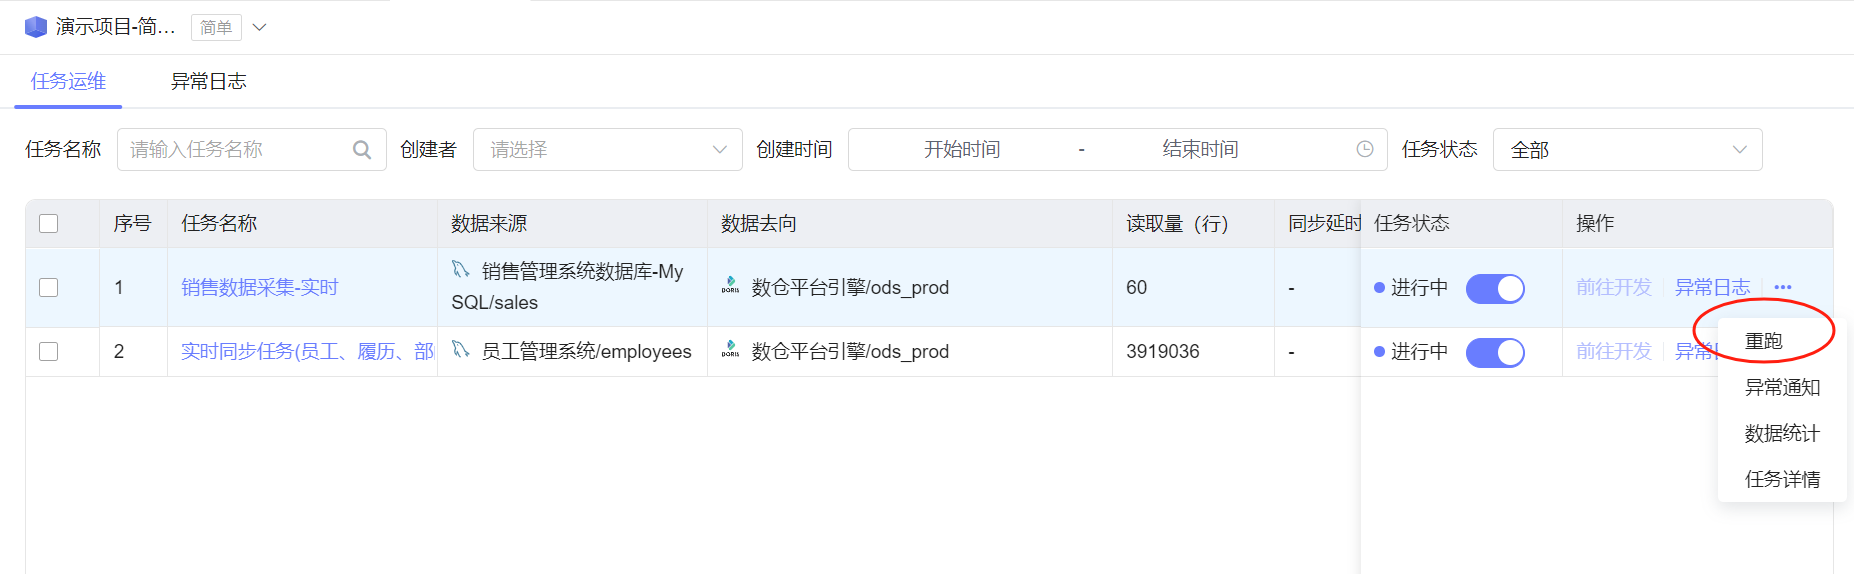 演示项目-简... 简单
任务运维 异常日志
任务名称 请输入任务名称 创建者 请选择 创建时间 开始时间 - 结束时间 任务状态 全部
序号 任务名称 数据来源 数据去向 读取量（行） 同步延时 任务状态 操作
1 销售数据采集-实时 销售管理系统数据库-My
SQL/sales
DORIS 数仓平台引擎/ods_prod 60 - 进行中 前往开发 异常日志 •••
2 实时同步任务(员工、履历、部 员工管理系统/employees DORIS 数仓平台引擎/ods_prod 3919036 - 进行中 前往开发 异常
重跑
异常通知
数据统计
任务详情